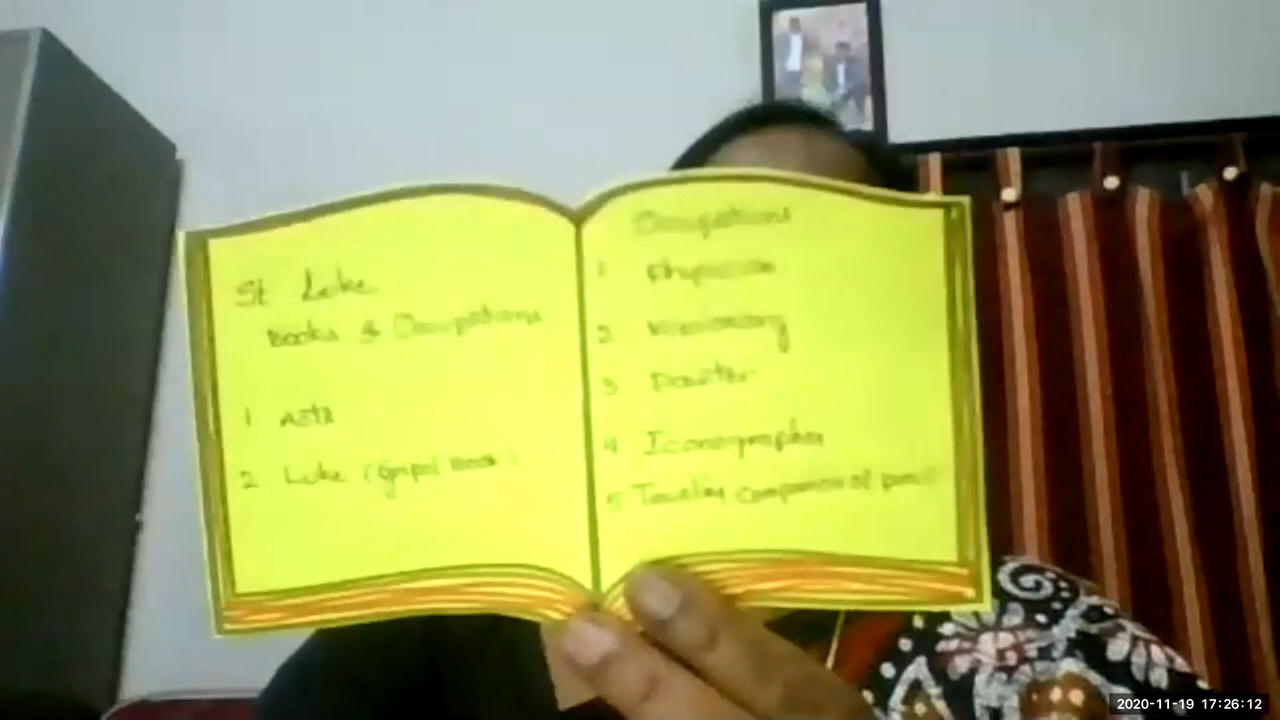 St Luke
Books & Occupations
1 Acts
2 Luke (Gospel Book)
Occupations
1 Physician
2 Missionary
3 Painter
4 Iconographer
5 Traveling companion of Paul
2020-11-19 17:26:12